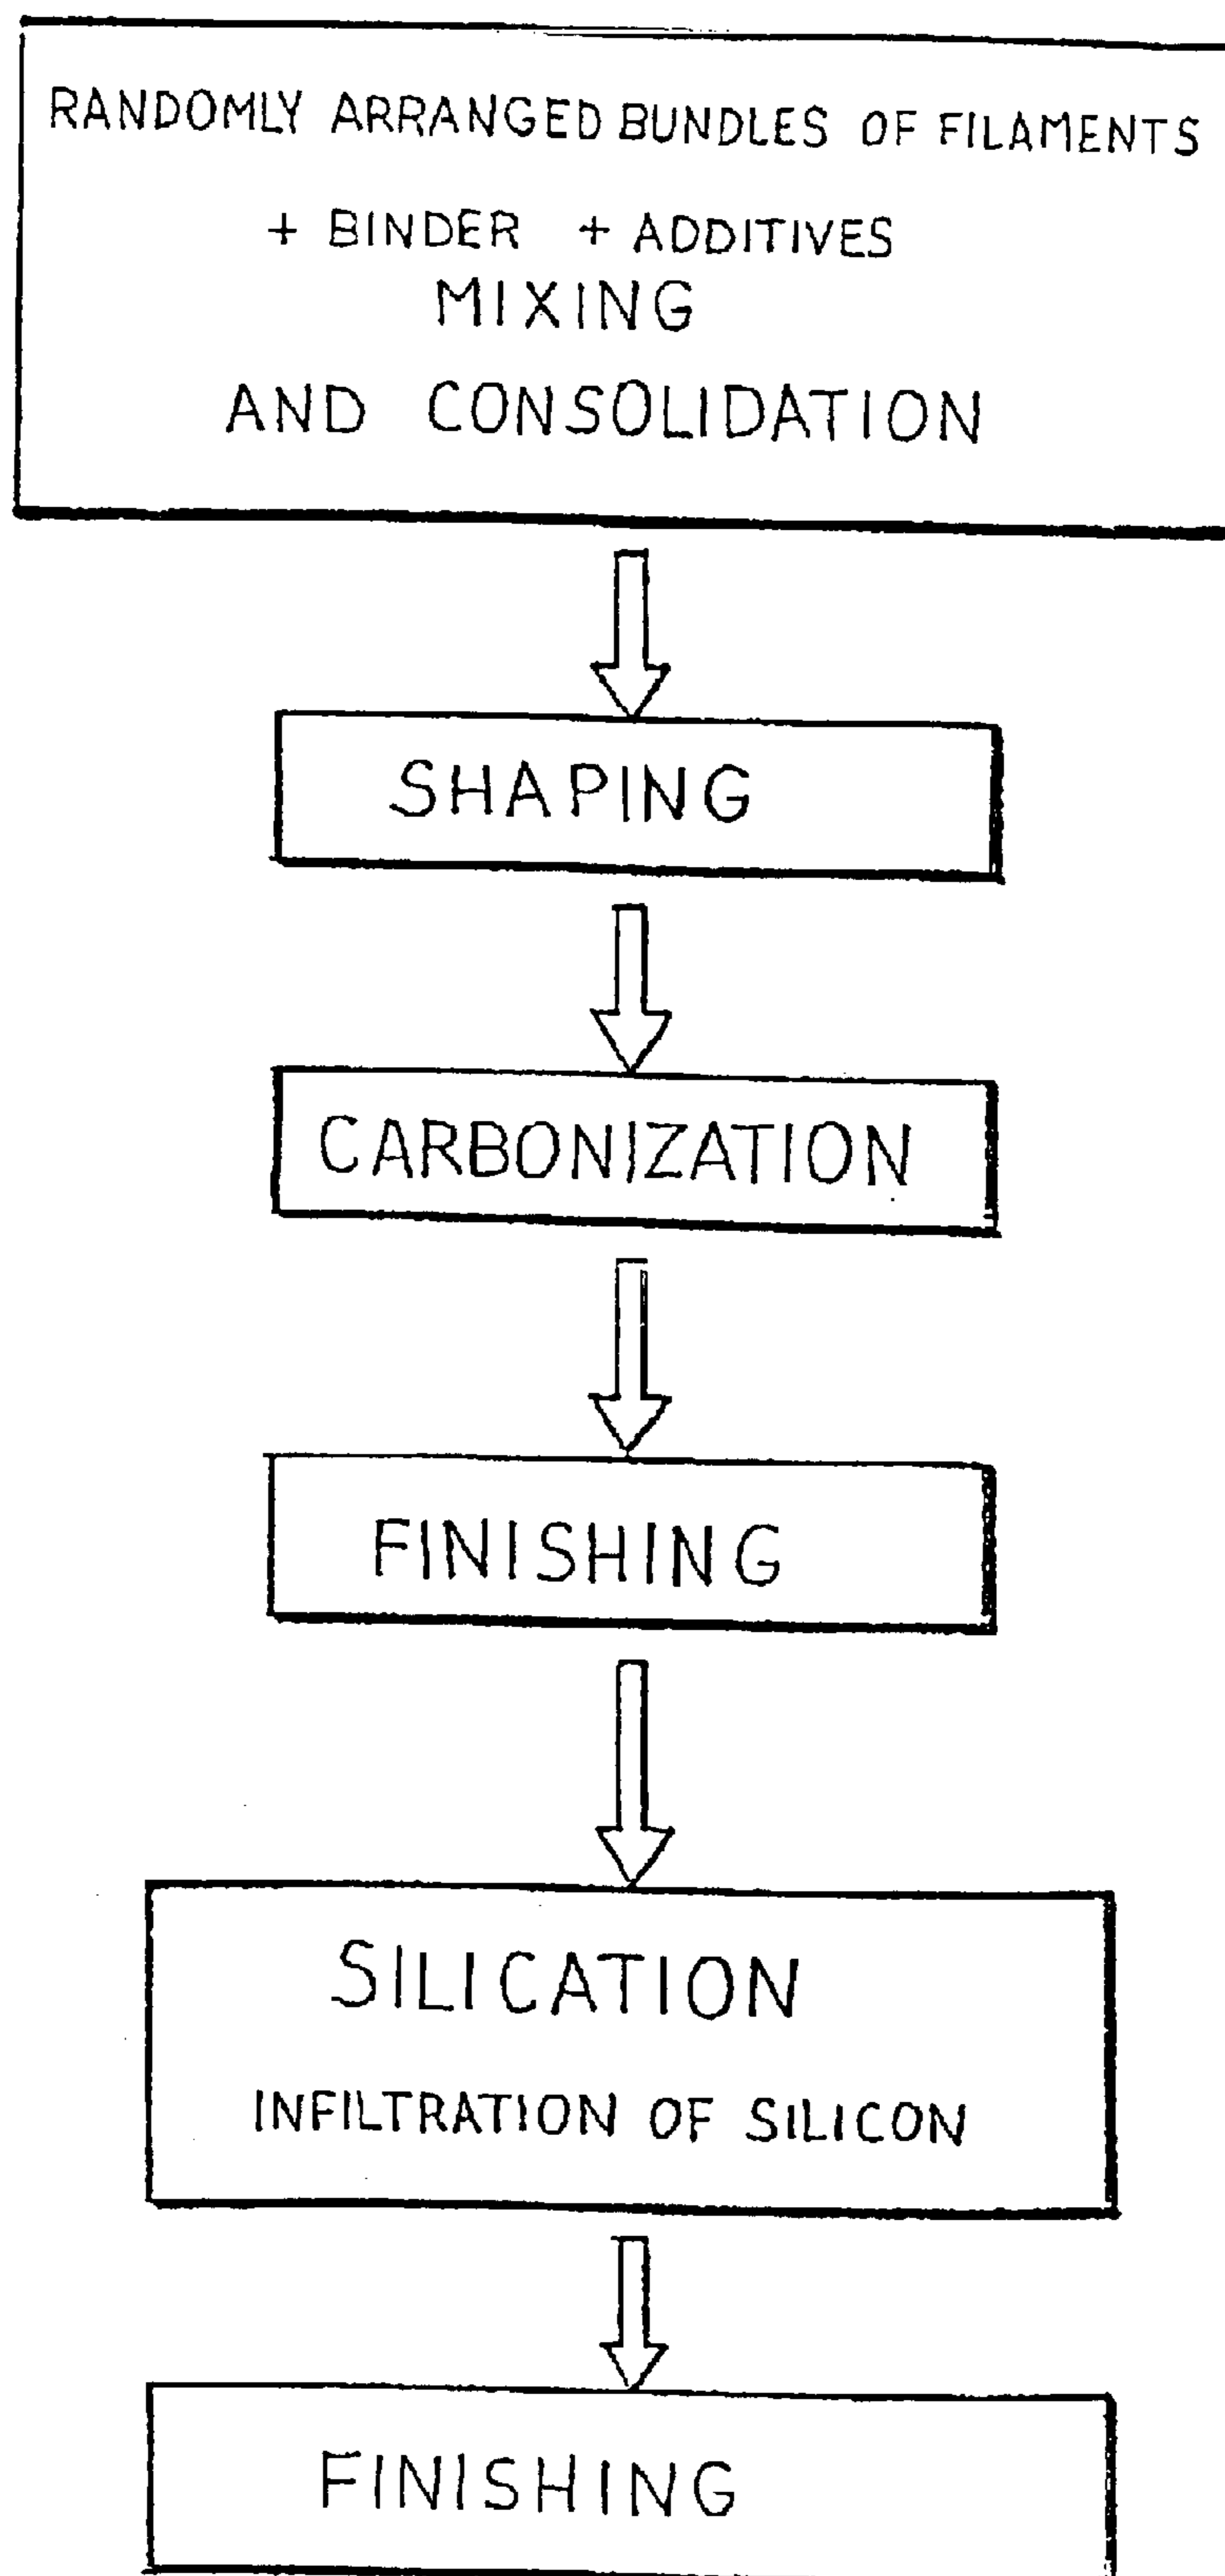 RANDOMLY ARRANGED BUNDLES OF FILAMENTS
+ BINDER + ADDITIVES
MIXING
AND CONSOLIDATION
SHAPING
CARBONIZATION
FINISHING
SILICATION
INFILTRATION OF SILICON
FINISHING